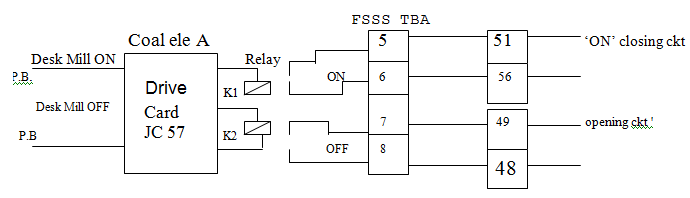 FSSS TBA
Coal ele A
Desk Mill ON
Relay
5
51
'ON' closing ckt
P.B.
ON
6
56
Drive
Card
JC 57
K1
Desk Mill OFF
7
49
opening ckt.'
P.B
K2
OFF
8
48